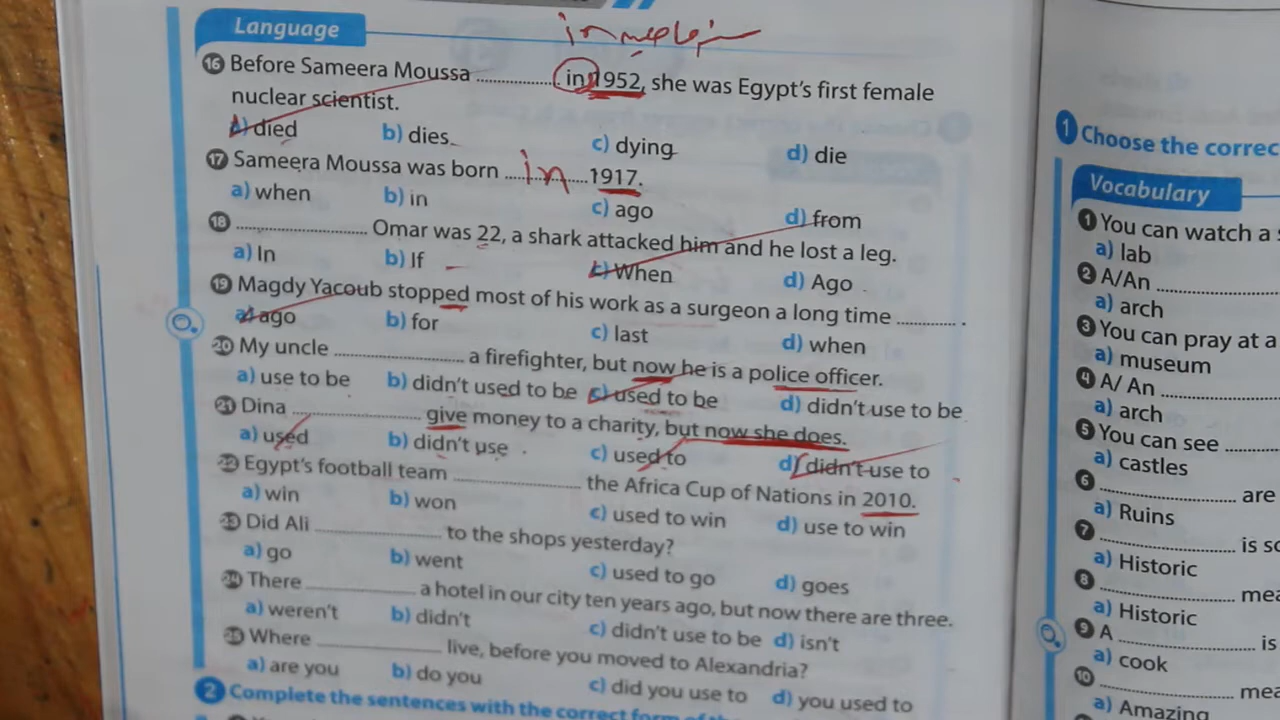 Language
16 Before Sameera Moussa .............. in 1952, she was Egypt's first female
nuclear scientist.
a) died b) dies c) dying d) die
17 Sameera Moussa was born .............. in 1917.
a) when b) in c) ago d) from
18 ...................... Omar was 22, a shark attacked him and he lost a leg.
a) In b) If c) When d) Ago
19 Magdy Yacoub stopped most of his work as a surgeon a long time .............. .
a) ago b) for c) last d) when
20 My uncle ...................... a firefighter, but now he is a police officer.
a) use to be b) didn't used to be c) used to be d) didn't use to be
21 Dina ...................... give money to a charity, but now she does.
a) used b) didn't use c) used to d) didn't use to
22 Egypt's football team ...................... the Africa Cup of Nations in 2010.
a) win b) won c) used to win d) use to win
23 Did Ali ...................... to the shops yesterday?
a) go b) went c) used to go d) goes
24 There .................... a hotel in our city ten years ago, but now there are three.
a) weren't b) didn't c) didn't use to be d) isn't
25 Where ...................... live, before you moved to Alexandria?
a) are you b) do you c) did you use to d) you used to
2 Complete the sentences with the correct form of
1 Choose the correc
Vocabulary
1 You can watch a
a) lab
2 A/An ......................
a) arch
3 You can pray at a
a) museum
4 A/ An ......................
a) arch
5 You can see ..........
a) castles
6 ...................... are
a) Ruins
7 ...................... is so
a) Historic
8 ...................... mea
a) Historic
9 A ...................... is
a) cook
10 ...................... mea
a) Amazing